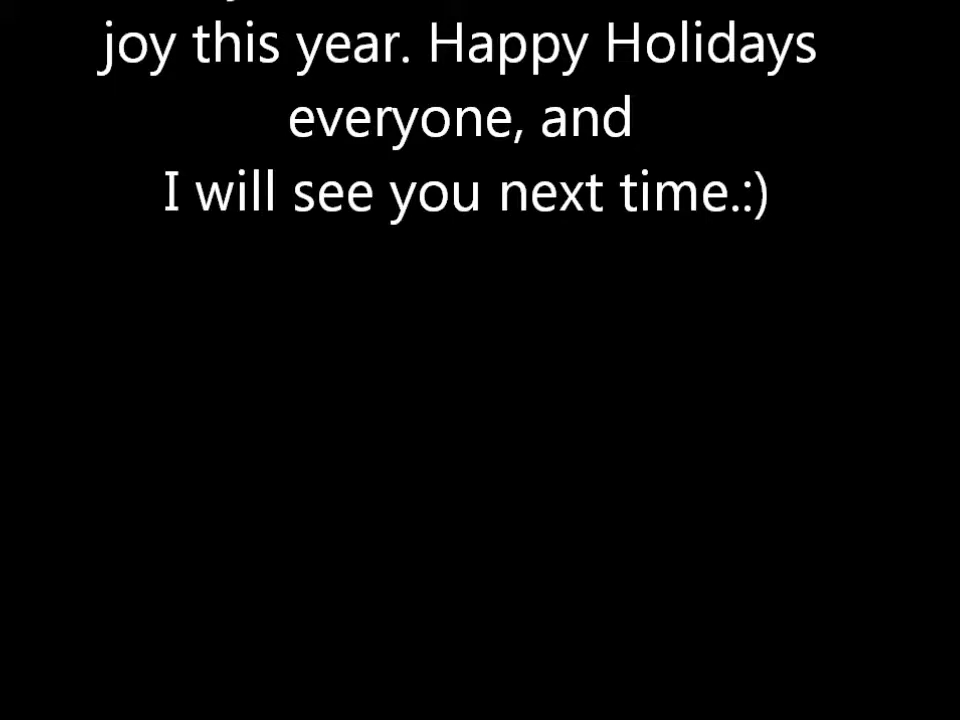 joy this year. Happy Holidays
everyone, and
I will see you next time.:)